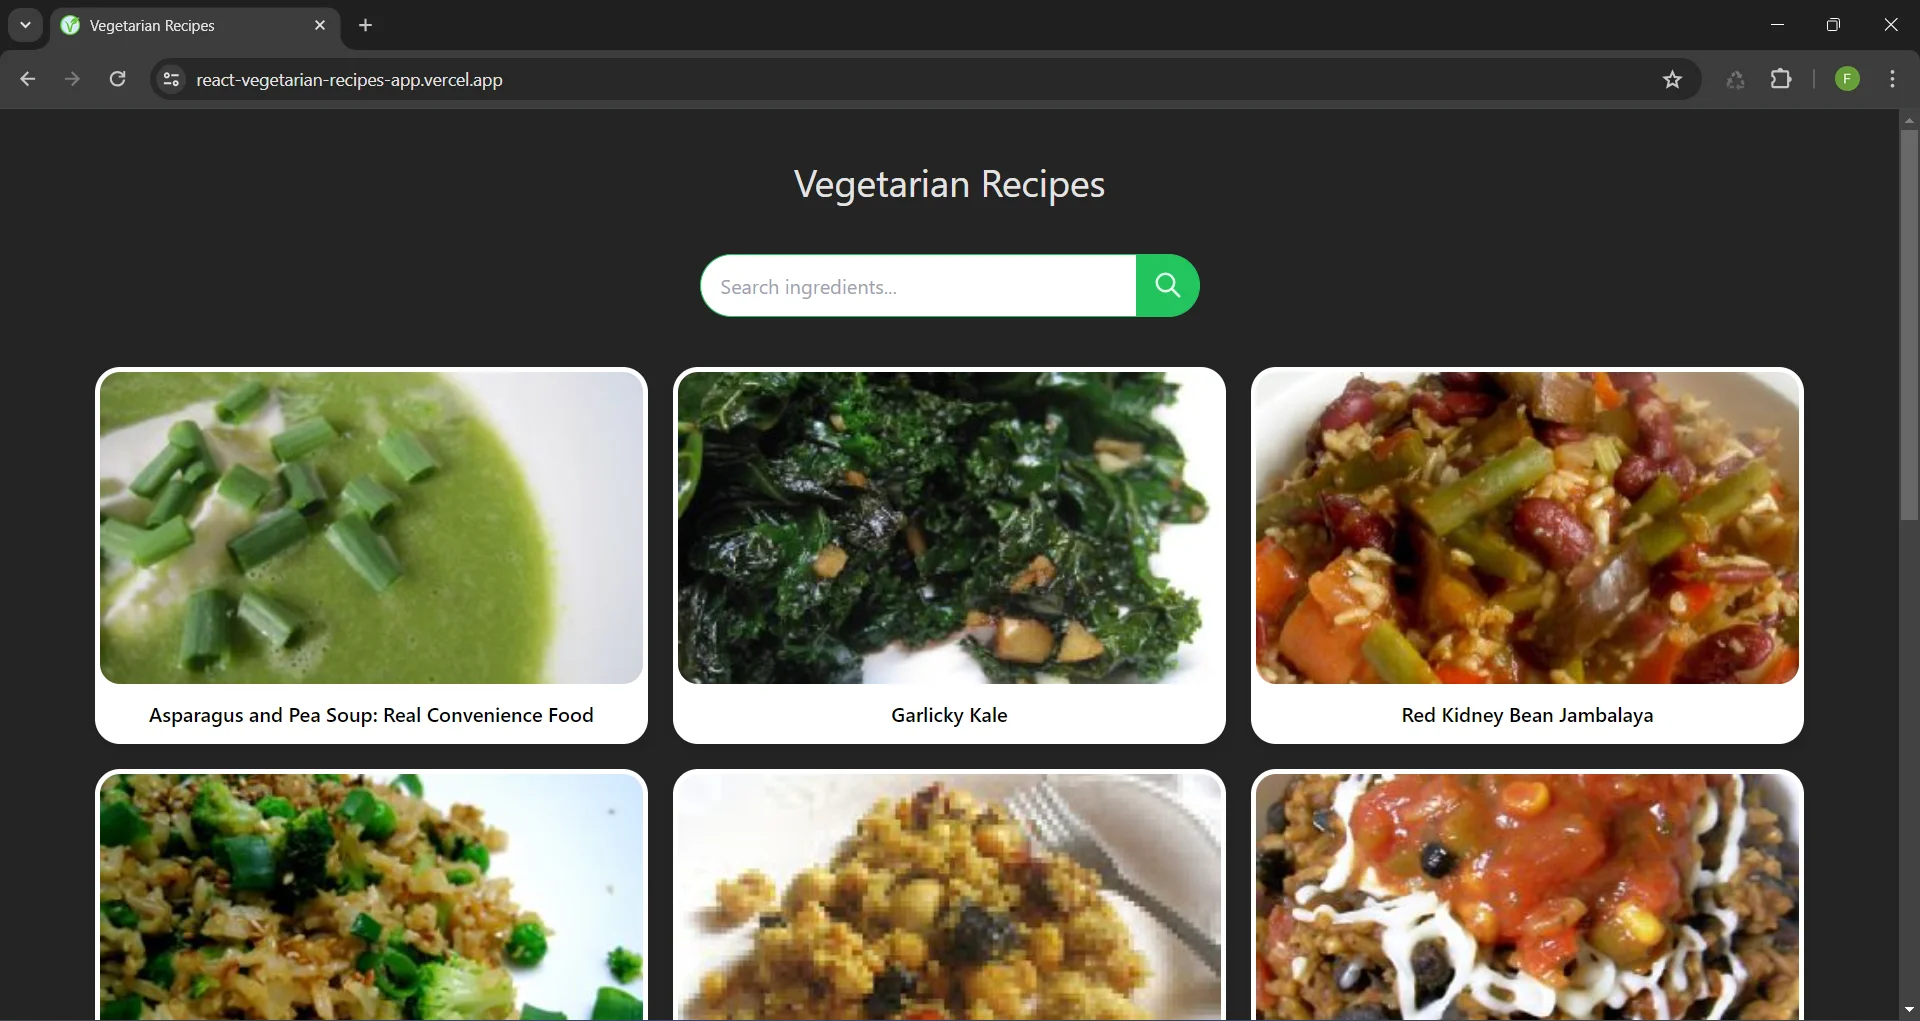 Vegetarian Recipes
react-vegetarian-recipes-app.vercel.app
F
Vegetarian Recipes
Search ingredients...
Asparagus and Pea Soup: Real Convenience Food
Garlicky Kale
Red Kidney Bean Jambalaya